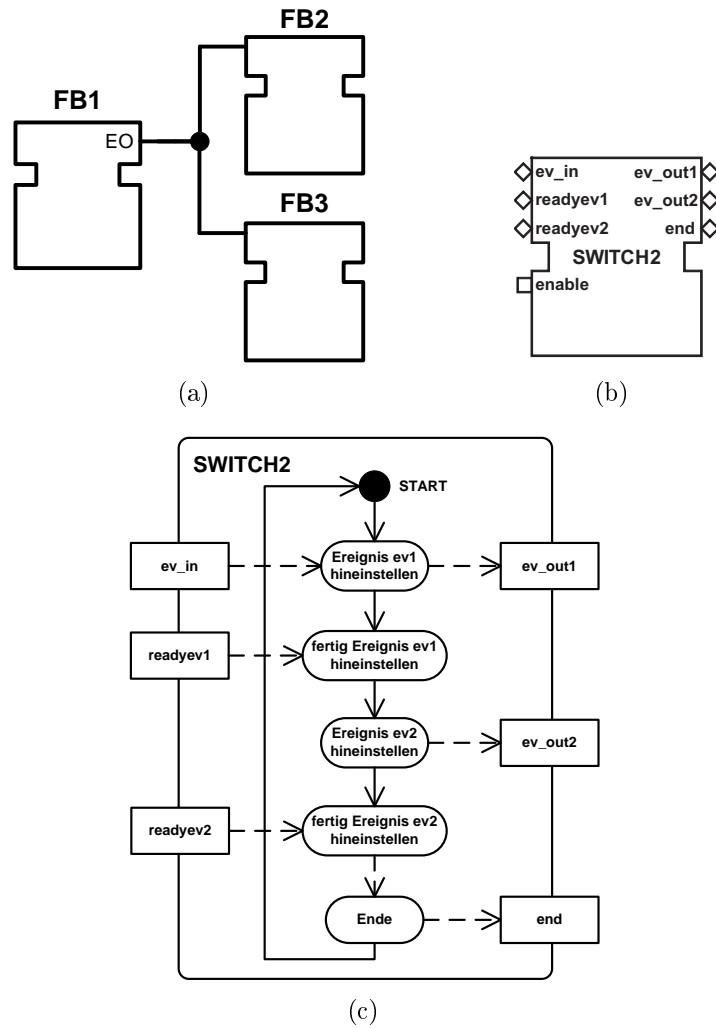 FB2
FB1
EO
FB3
(a)
ev_in
ev_out1
readyev1
ev_out2
readyev2
end
SWITCH2
enable
(b)
SWITCH2
START
ev_in
Ereignis ev1
hineinstellen
ev_out1
readyev1
fertig Ereignis ev1
hineinstellen
Ereignis ev2
hineinstellen
ev_out2
readyev2
fertig Ereignis ev2
hineinstellen
Ende
end
(c)